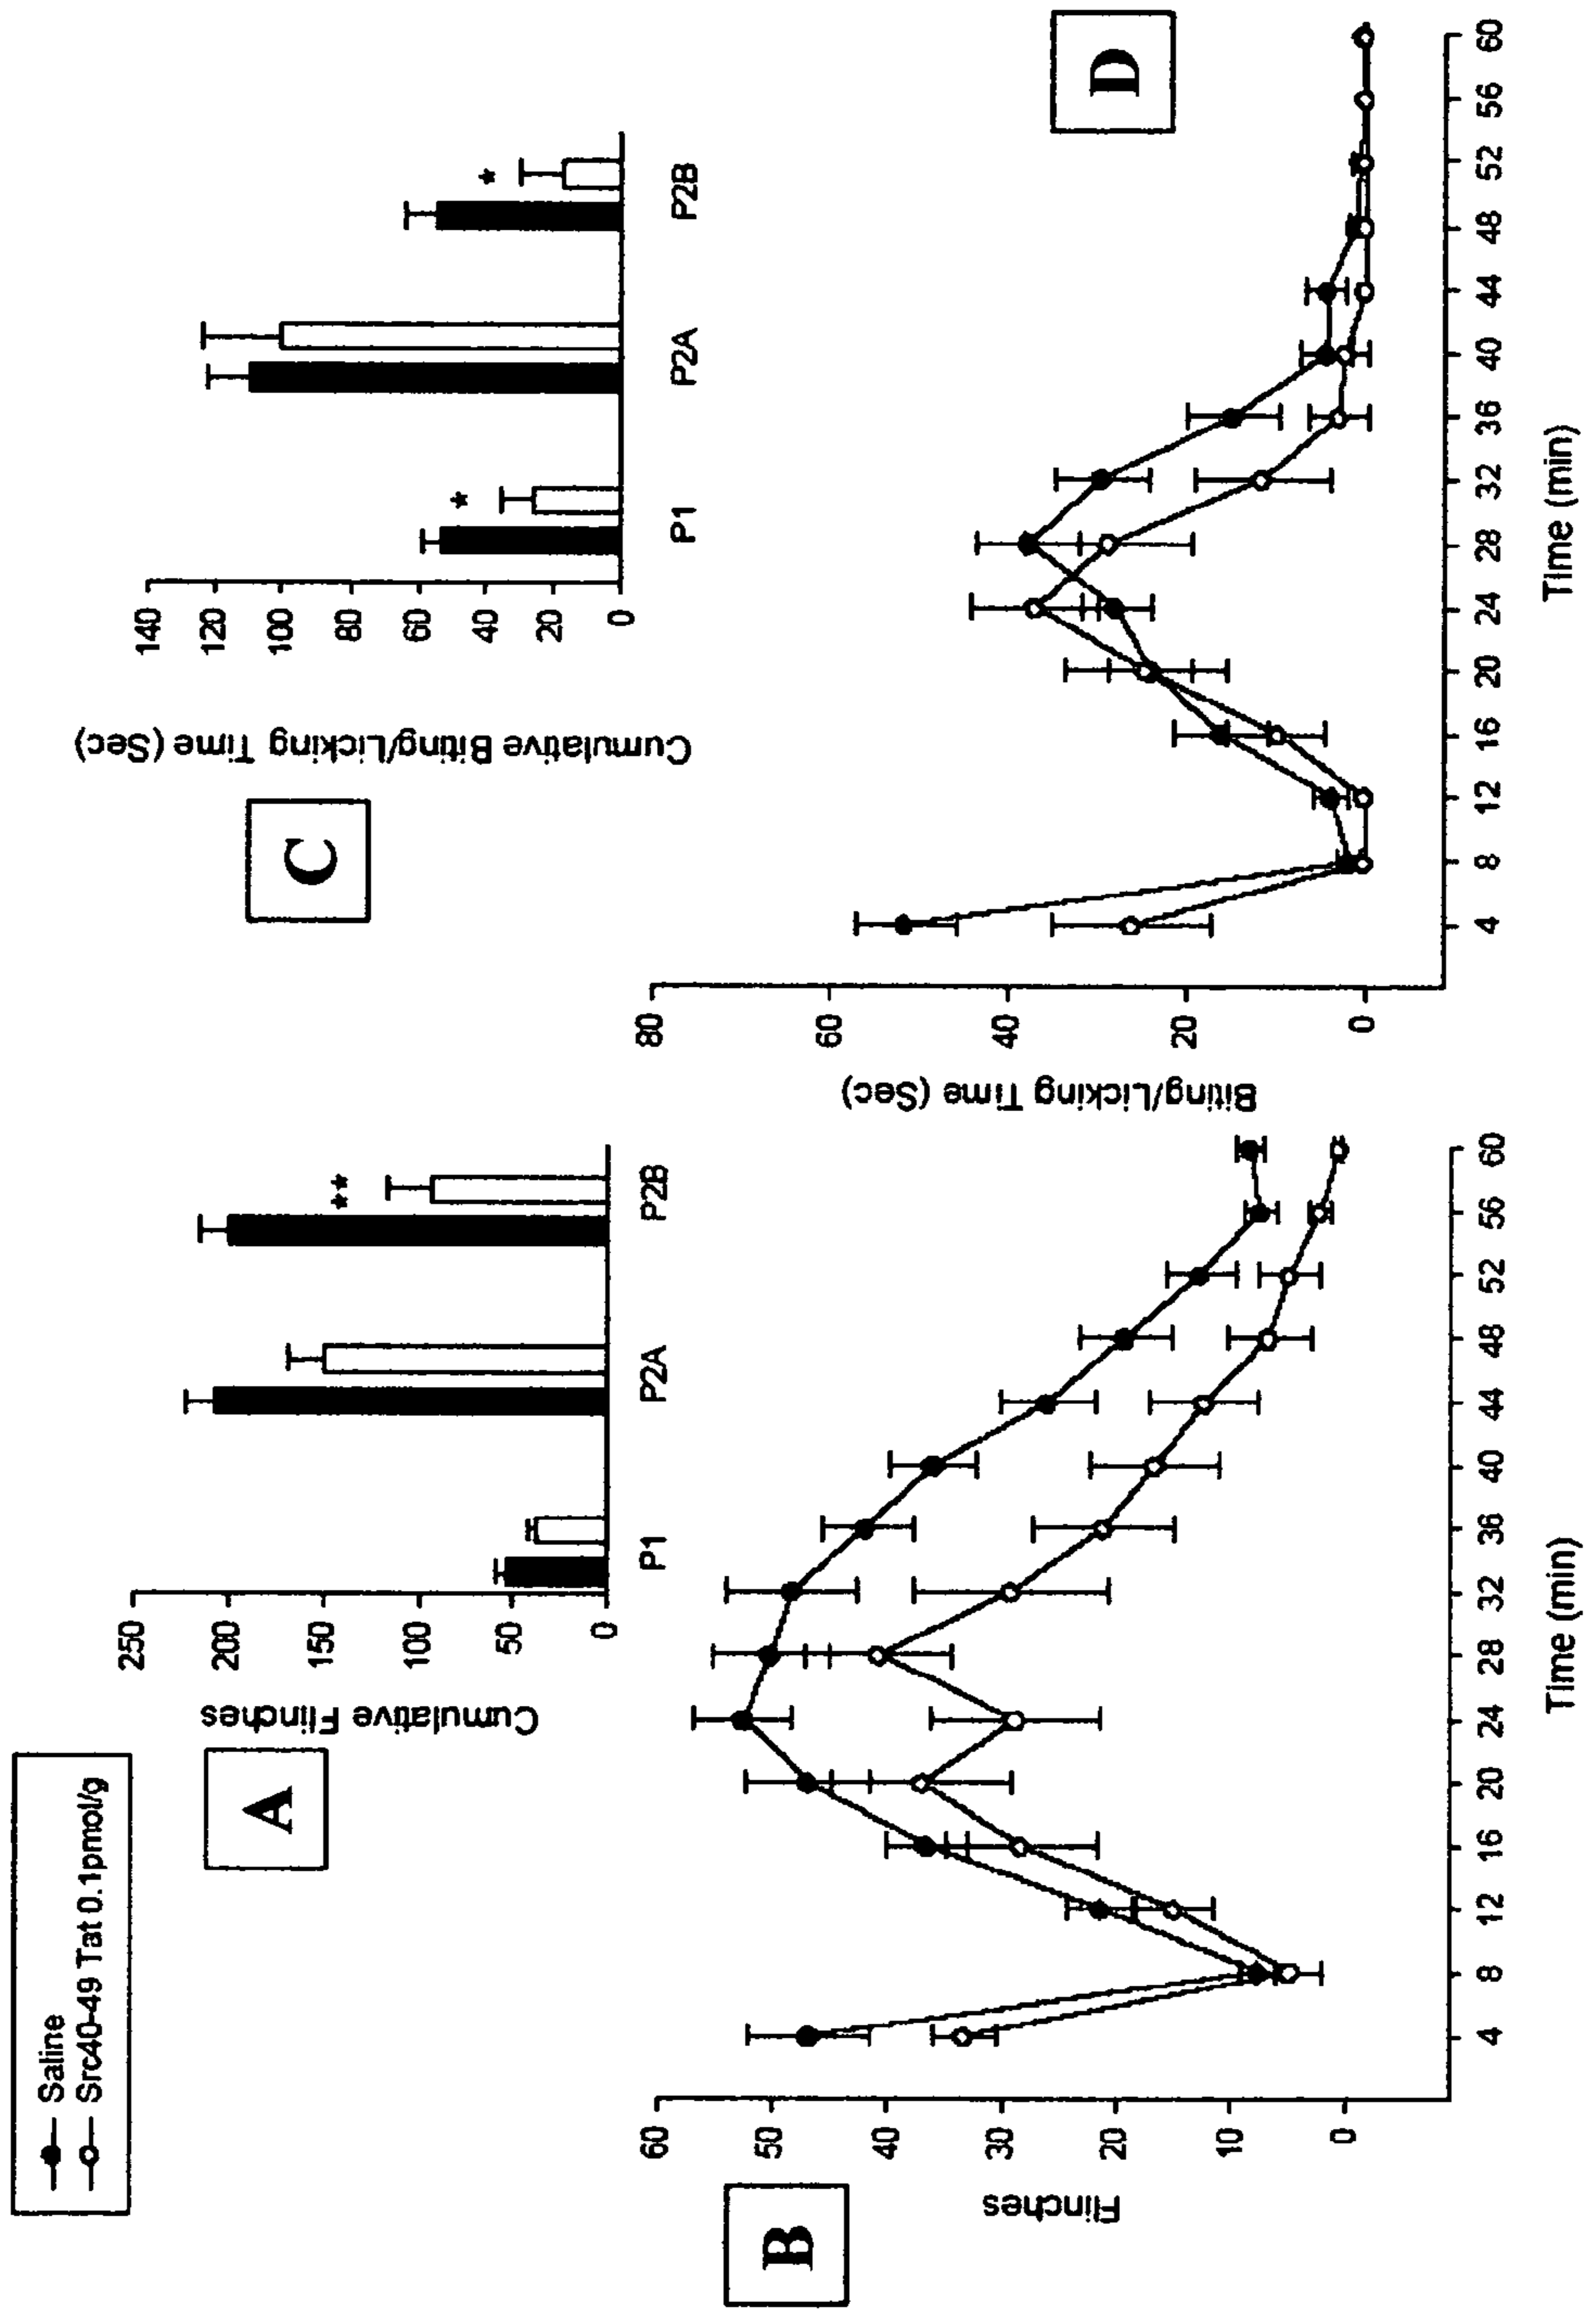 Saline
Src40-49 Tat 0.1pmol/g
A
Cumulative Flinches
250
200
150
100
50
0
P1
P2A
P2B
**
C
Cumulative Biting/Licking Time (Sec)
140
120
100
80
60
40
20
0
*
*
P1
P2A
P2B
B
Flinches
60
50
40
30
20
10
0
4 8 12 16 20 24 28 32 36 40 44 48 52 56 60
Time (min)
D
Biting/Licking Time (Sec)
80
60
40
20
0
4 8 12 16 20 24 28 32 36 40 44 48 52 56 60
Time (min)